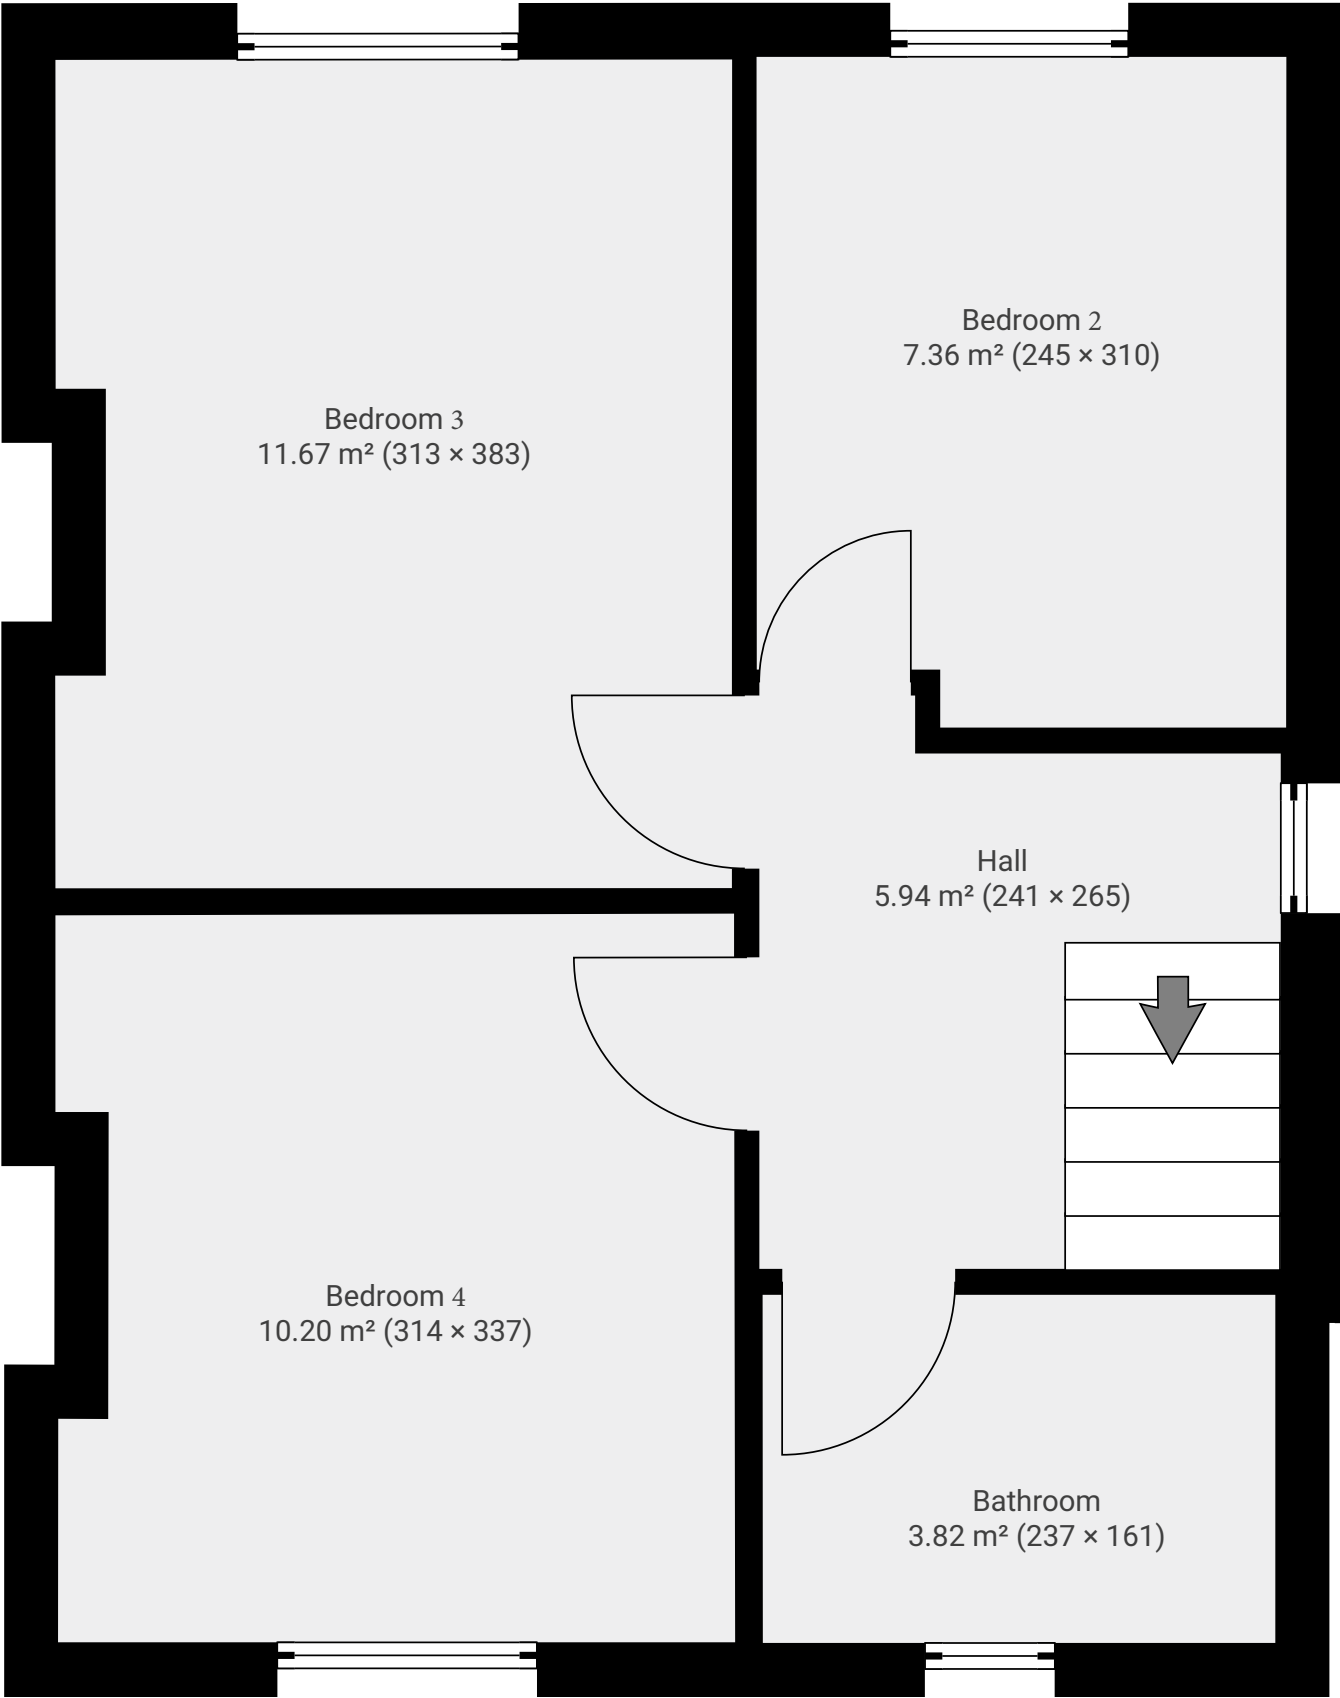 Bedroom 2
7.36 m² (245 × 310)
Bedroom 3
11.67 m² (313 × 383)
Hall
5.94 m² (241 × 265)
Bedroom 4
10.20 m² (314 × 337)
Bathroom
3.82 m² (237 × 161)